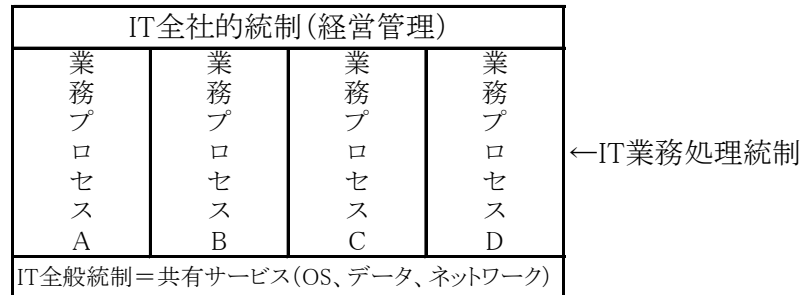 IT全社的統制(経営管理)
業務プロセスA
業務プロセスB
業務プロセスC
業務プロセスD
←IT業務処理統制
IT全般統制=共有サービス(OS、データ、ネットワーク)